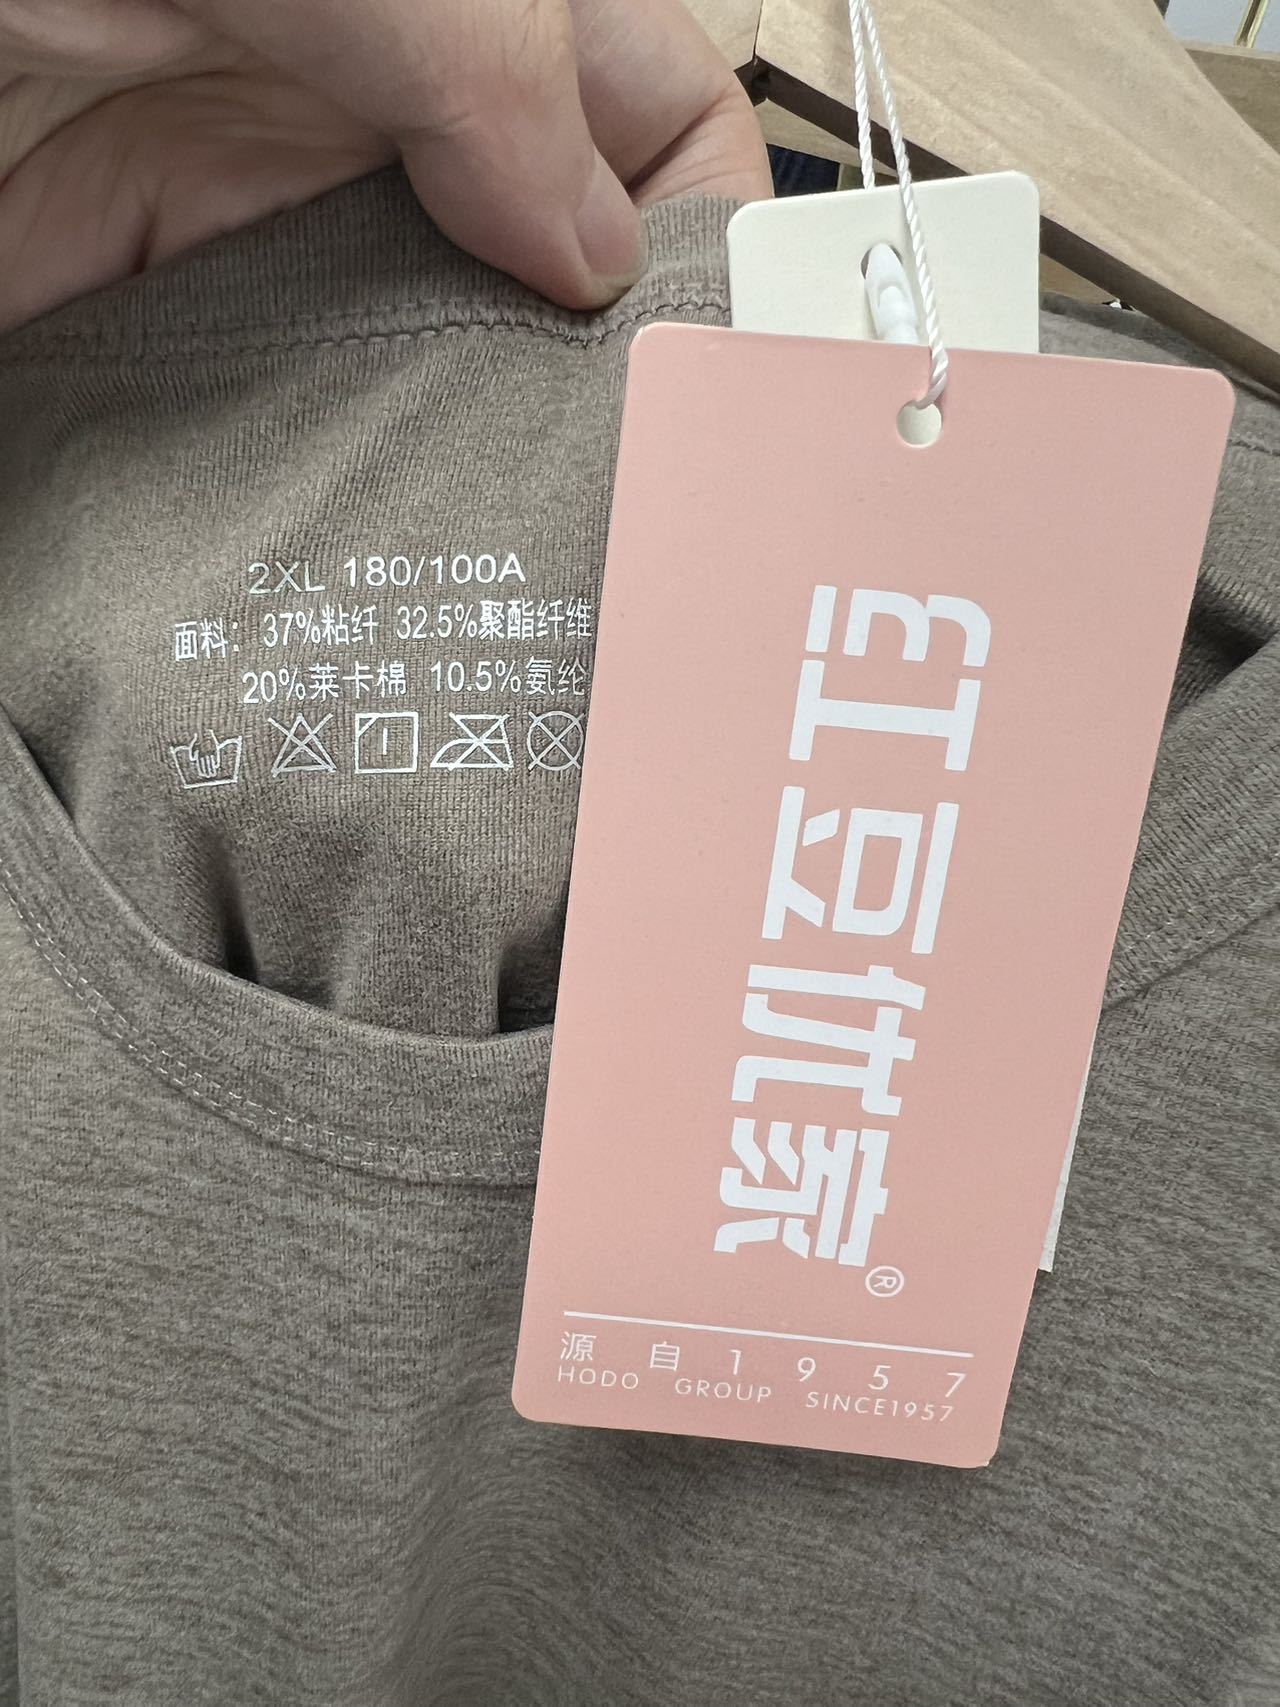 2XL 180/100A
面料: 37%粘纤 32.5%聚酯纤维
20%莱卡棉 10.5%氨纶
红豆优家®
源自1957
HODO GROUP SINCE1957